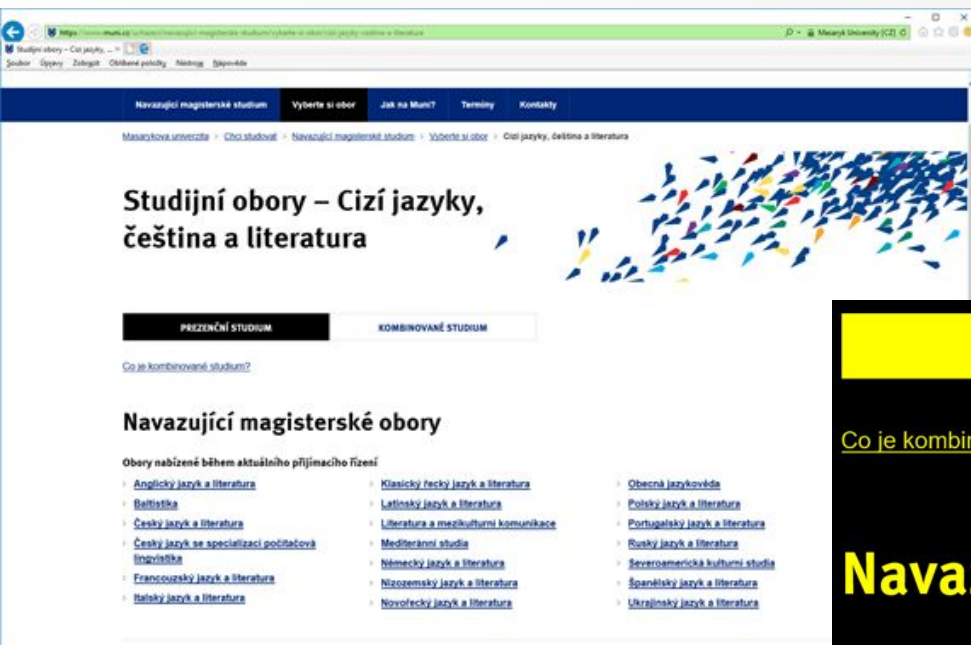 Studijní obory – Cizí jazyky, ...
Masaryk University [CZ]
Soubor Úpravy Zobrazit Oblíbené položky Nástroje Nápověda
Navazující magisterské studium Vyberte si obor Jak na Muni? Termíny Kontakty
Masarykova univerzita Chci studovat Navazující magisterské studium Vyberte si obor Cizí jazyky, čeština a literatura
Studijní obory – Cizí jazyky,
čeština a literatura
PREZENČNÍ STUDIUM KOMBINOVANÉ STUDIUM
Co je kombinované studium?
Navazující magisterské obory
Obory nabízené během aktuálního přijímacího řízení
Anglický jazyk a literatura
Baltistika
Český jazyk a literatura
Český jazyk se specializací počítačová
lingvistika
Francouzský jazyk a literatura
Italský jazyk a literatura
Klasický řecký jazyk a literatura
Latinský jazyk a literatura
Literatura a mezikulturní komunikace
Mediteránní studia
Německý jazyk a literatura
Nizozemský jazyk a literatura
Novořecký jazyk a literatura
Obecná jazykověda
Polský jazyk a literatura
Portugalský jazyk a literatura
Ruský jazyk a literatura
Severoamerická kulturní studia
Španělský jazyk a literatura
Ukrajinský jazyk a literatura
Co je kombin
Nava